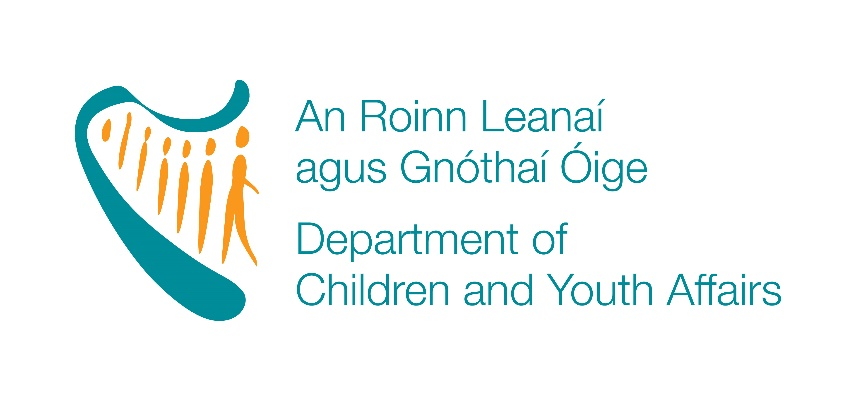 An Roinn Leanaí
agus Gnóthaí Óige
Department of
Children and Youth Affairs